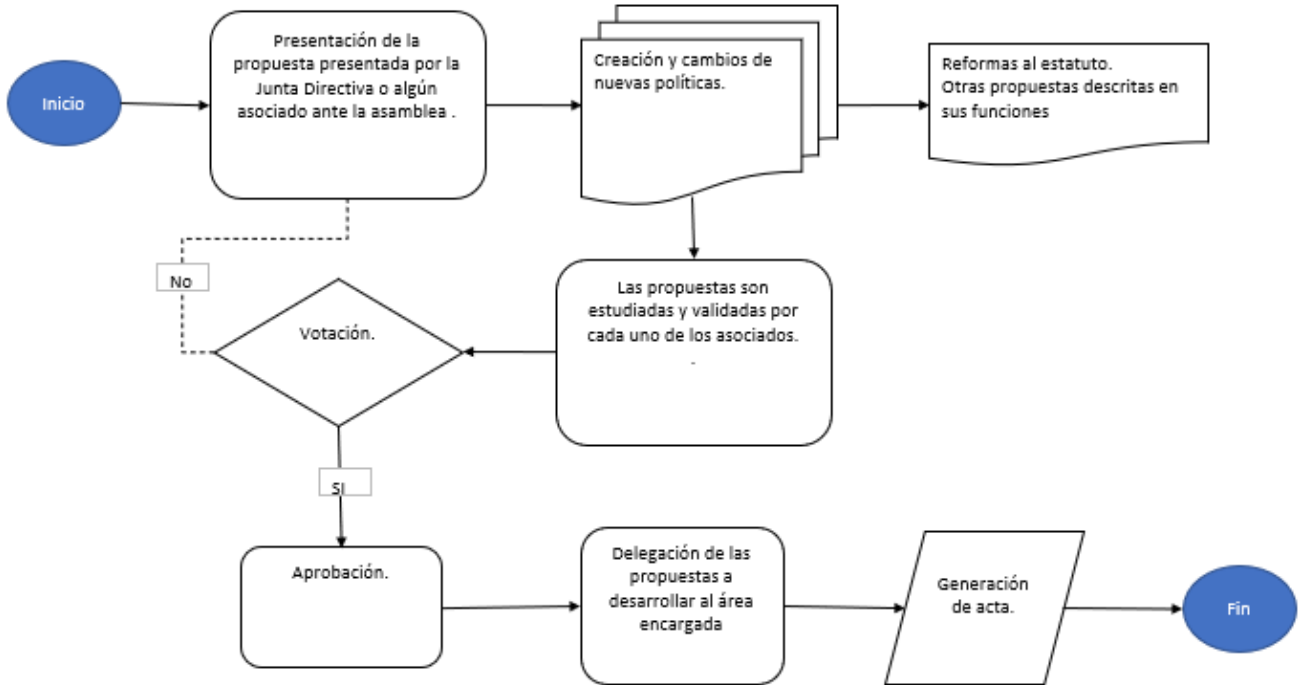 Inicio
Presentación de la
propuesta presentada por la
Junta Directiva o algún
asociado ante la asamblea .
Creación y cambios de
nuevas políticas.
Reformas al estatuto.
Otras propuestas descritas en
sus funciones
No
Votación.
Las propuestas son
estudiadas y validadas por
cada uno de los asociados.
.
SI
Aprobación.
Delegación de las
propuestas a
desarrollar al área
encargada
Generación
de acta.
Fin